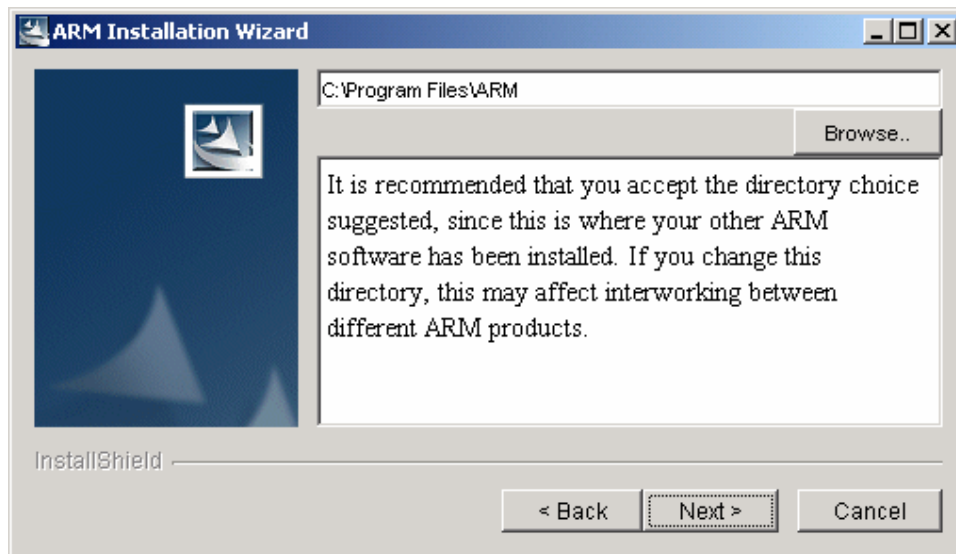 ARM Installation Wizard
C:\Program Files\ARM
Browse..
It is recommended that you accept the directory choice
suggested, since this is where your other ARM
software has been installed. If you change this
directory, this may affect interworking between
different ARM products.
InstallShield
< Back
Next >
Cancel